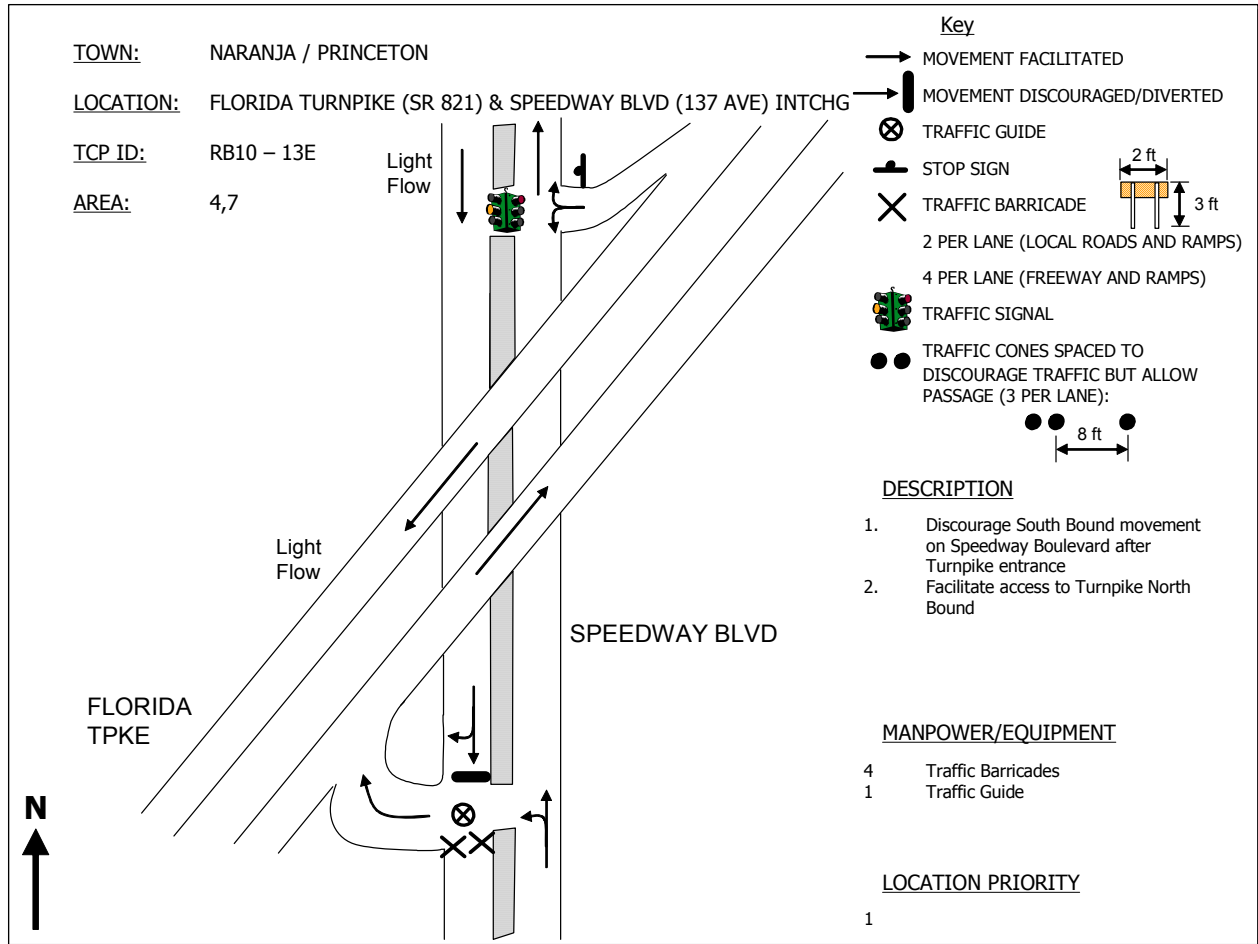 TOWN: NARANJA / PRINCETON
LOCATION: FLORIDA TURNPIKE (SR 821) & SPEEDWAY BLVD (137 AVE) INTCHG
TCP ID: RB10 – 13E
AREA: 4,7
Light
Flow
Light
Flow
SPEEDWAY BLVD
FLORIDA
TPKE
N
Key
MOVEMENT FACILITATED
MOVEMENT DISCOURAGED/DIVERTED
TRAFFIC GUIDE
STOP SIGN
TRAFFIC BARRICADE
2 ft
3 ft
2 PER LANE (LOCAL ROADS AND RAMPS)
4 PER LANE (FREEWAY AND RAMPS)
TRAFFIC SIGNAL
TRAFFIC CONES SPACED TO
DISCOURAGE TRAFFIC BUT ALLOW
PASSAGE (3 PER LANE):
8 ft
DESCRIPTION
1. Discourage South Bound movement
on Speedway Boulevard after
Turnpike entrance
2. Facilitate access to Turnpike North
Bound
MANPOWER/EQUIPMENT
4 Traffic Barricades
1 Traffic Guide
LOCATION PRIORITY
1